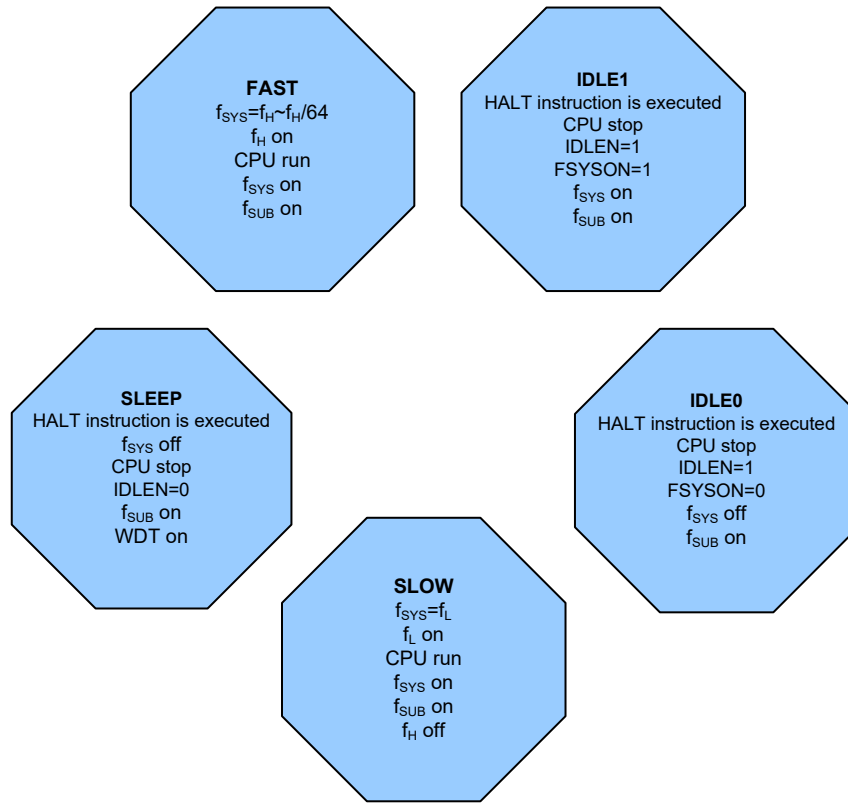 FAST
fSYS=fH~fH/64
fH on
CPU run
fSYS on
fSUB on
IDLE1
HALT instruction is executed
CPU stop
IDLEN=1
FSYSON=1
fSYS on
fSUB on
SLEEP
HALT instruction is executed
fSYS off
CPU stop
IDLEN=0
fSUB on
WDT on
IDLE0
HALT instruction is executed
CPU stop
IDLEN=1
FSYSON=0
fSYS off
fSUB on
SLOW
fSYS=fL
fL on
CPU run
fSYS on
fSUB on
fH off